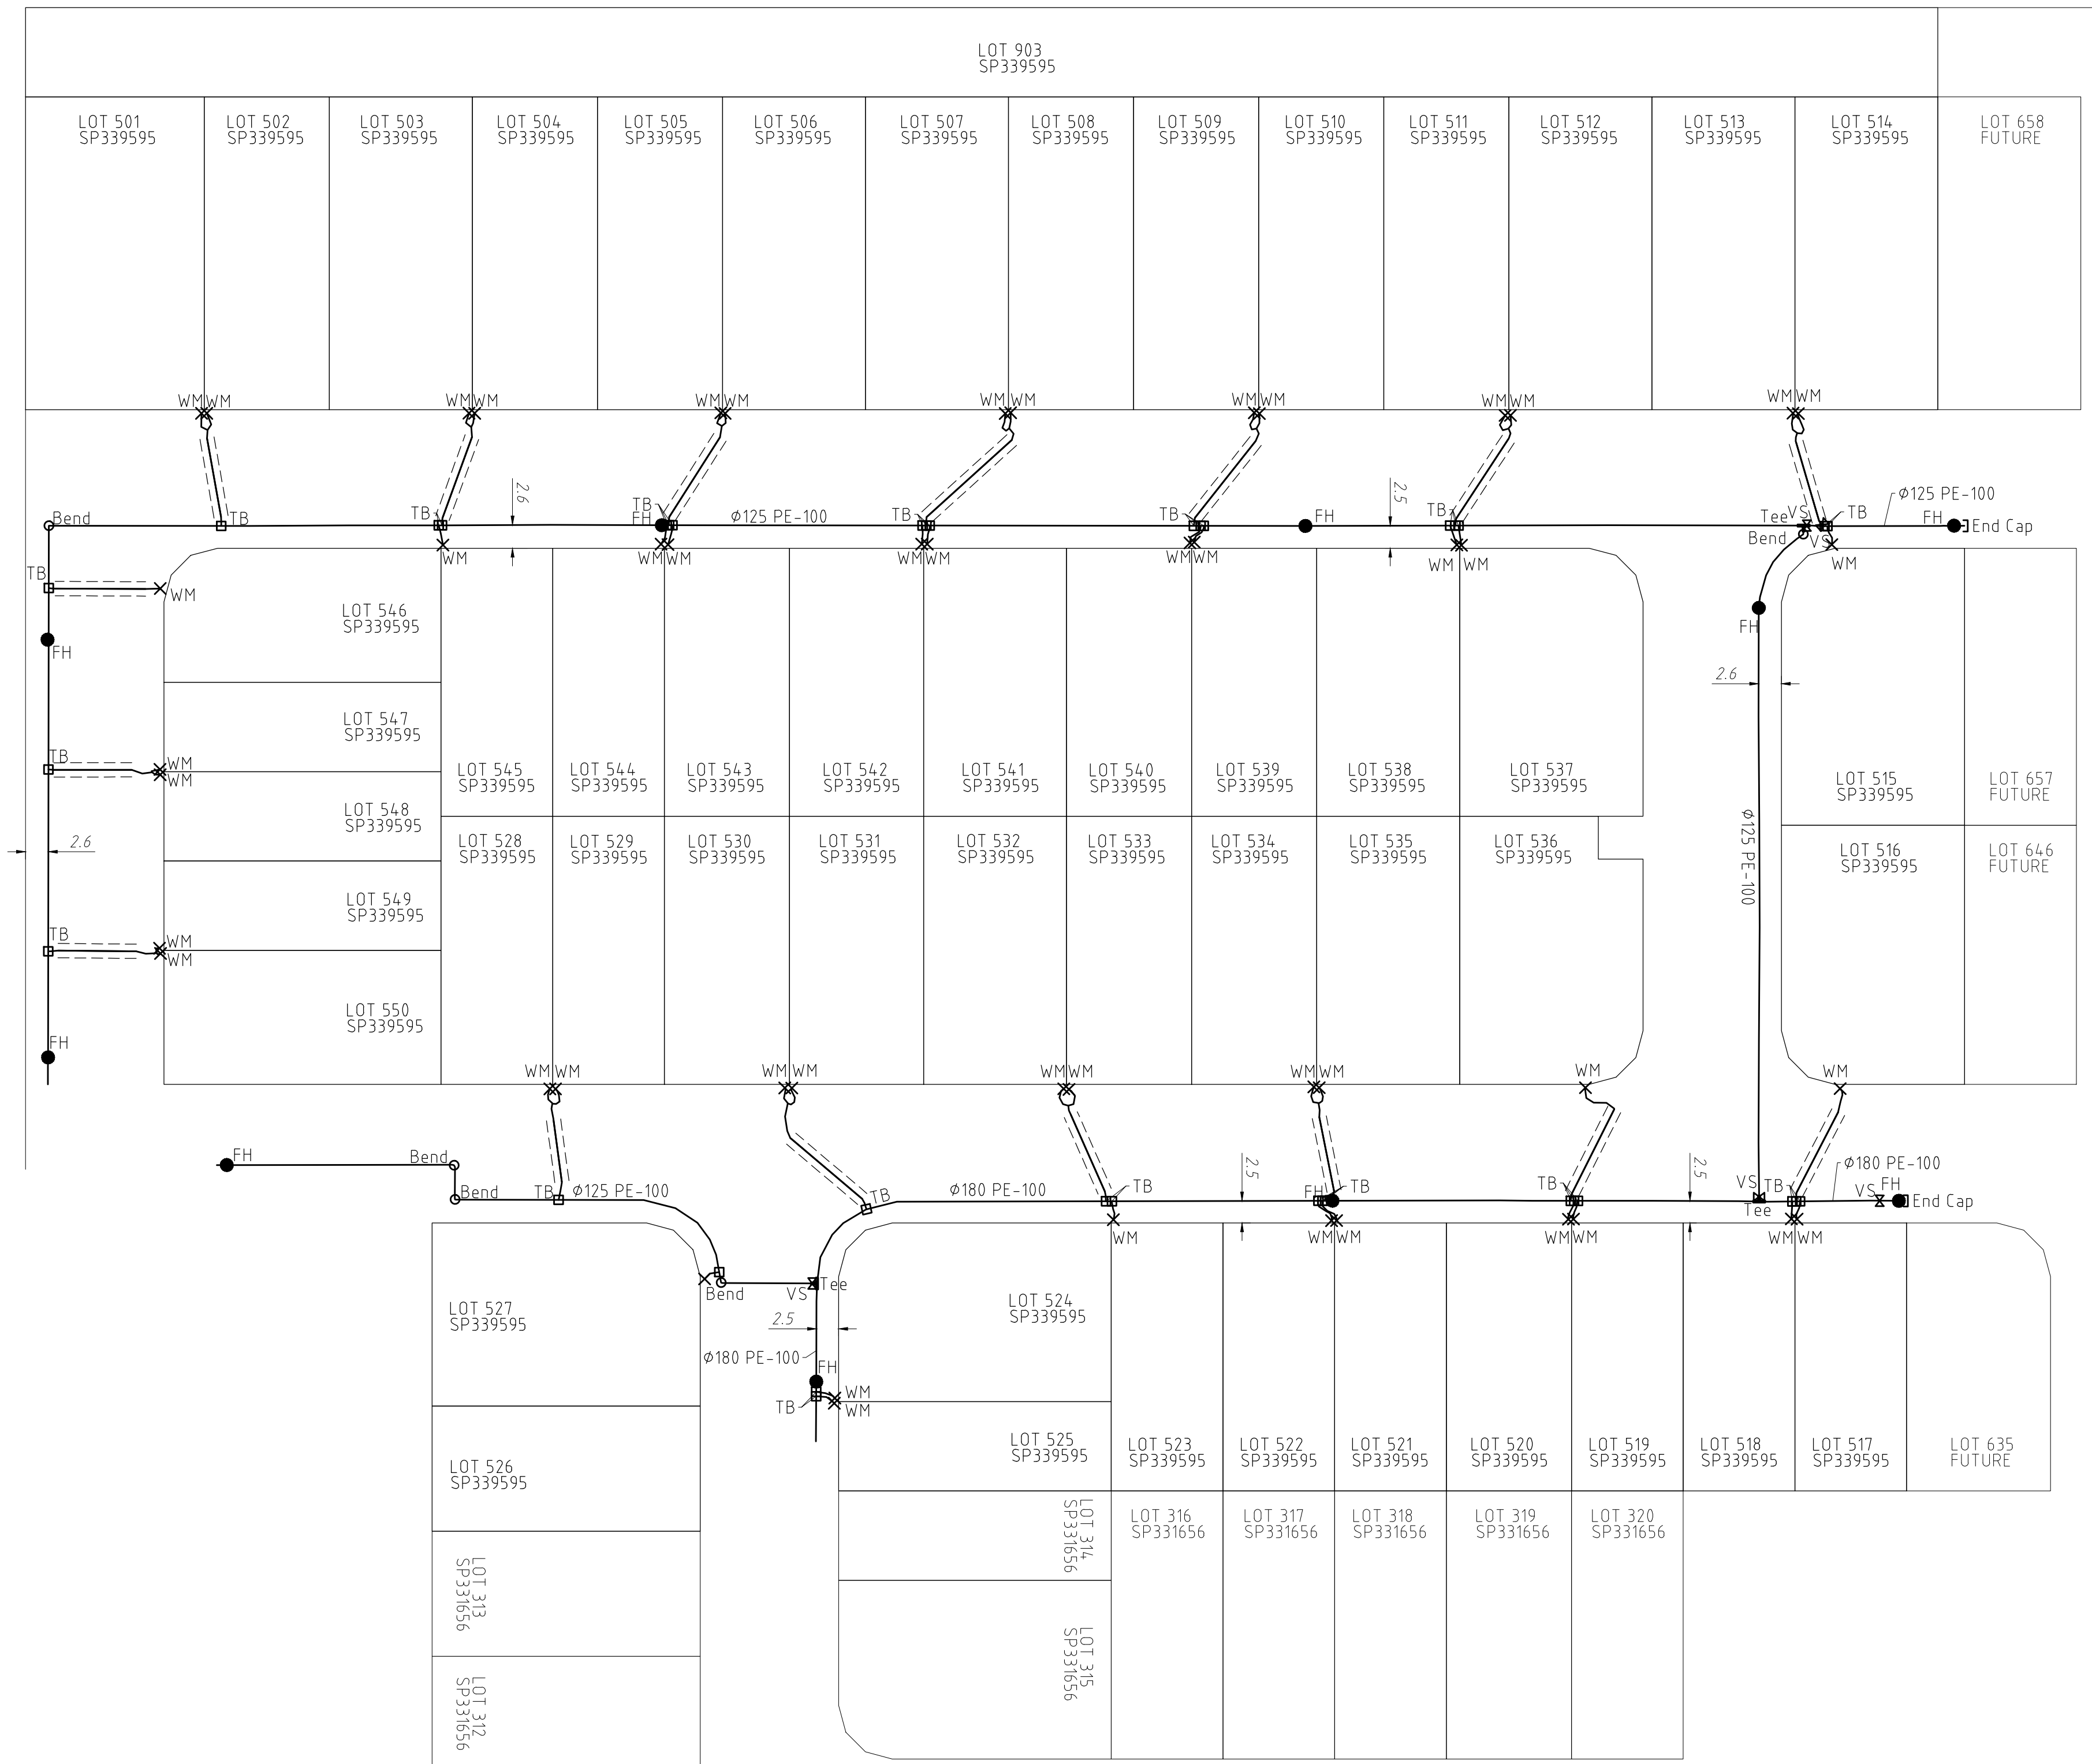 LOT 903
SP339595
LOT 501
SP339595
LOT 502
SP339595
LOT 503
SP339595
LOT 504
SP339595
LOT 505
SP339595
LOT 506
SP339595
LOT 507
SP339595
LOT 508
SP339595
LOT 509
SP339595
LOT 510
SP339595
LOT 511
SP339595
LOT 512
SP339595
LOT 513
SP339595
LOT 514
SP339595
LOT 658
FUTURE
WM WM
WM WM
WM WM
WM WM
WM WM
WM WM
WM WM
Bend
TB
TB
2.6
TB
FH
Ø125 PE-100
TB
TB
FH
2.5
TB
Tee
VS
TB
Ø125 PE-100
FH
End Cap
Bend
VS
WM
WM WM
WM WM
WM WM
WM WM
WM
TB
WM
FH
LOT 546
SP339595
FH
2.6
LOT 547
SP339595
TB
WM
WM
LOT 545
SP339595
LOT 544
SP339595
LOT 543
SP339595
LOT 542
SP339595
LOT 541
SP339595
LOT 540
SP339595
LOT 539
SP339595
LOT 538
SP339595
LOT 537
SP339595
LOT 515
SP339595
LOT 657
FUTURE
LOT 548
SP339595
2.6
LOT 528
SP339595
LOT 529
SP339595
LOT 530
SP339595
LOT 531
SP339595
LOT 532
SP339595
LOT 533
SP339595
LOT 534
SP339595
LOT 535
SP339595
LOT 536
SP339595
Ø125 PE-100
LOT 516
SP339595
LOT 646
FUTURE
LOT 549
SP339595
TB
WM
WM
LOT 550
SP339595
FH
WM WM
WM WM
WM WM
WM WM
WM
WM
FH
Bend
Bend
TB
Ø125 PE-100
TB
Ø180 PE-100
TB
2.5
FH
TB
TB
2.5
VS
Tee
TB
Ø180 PE-100
VS
FH
End Cap
WM
WM WM
WM WM
WM WM
Bend
VS
Tee
LOT 527
SP339595
2.5
LOT 524
SP339595
Ø180 PE-100
FH
TB
WM
WM
LOT 526
SP339595
LOT 525
SP339595
LOT 523
SP339595
LOT 522
SP339595
LOT 521
SP339595
LOT 520
SP339595
LOT 519
SP339595
LOT 518
SP339595
LOT 517
SP339595
LOT 635
FUTURE
LOT 314
SP331656
LOT 316
SP331656
LOT 317
SP331656
LOT 318
SP331656
LOT 319
SP331656
LOT 320
SP331656
LOT 313
SP331656
LOT 315
SP331656
LOT 312
SP331656